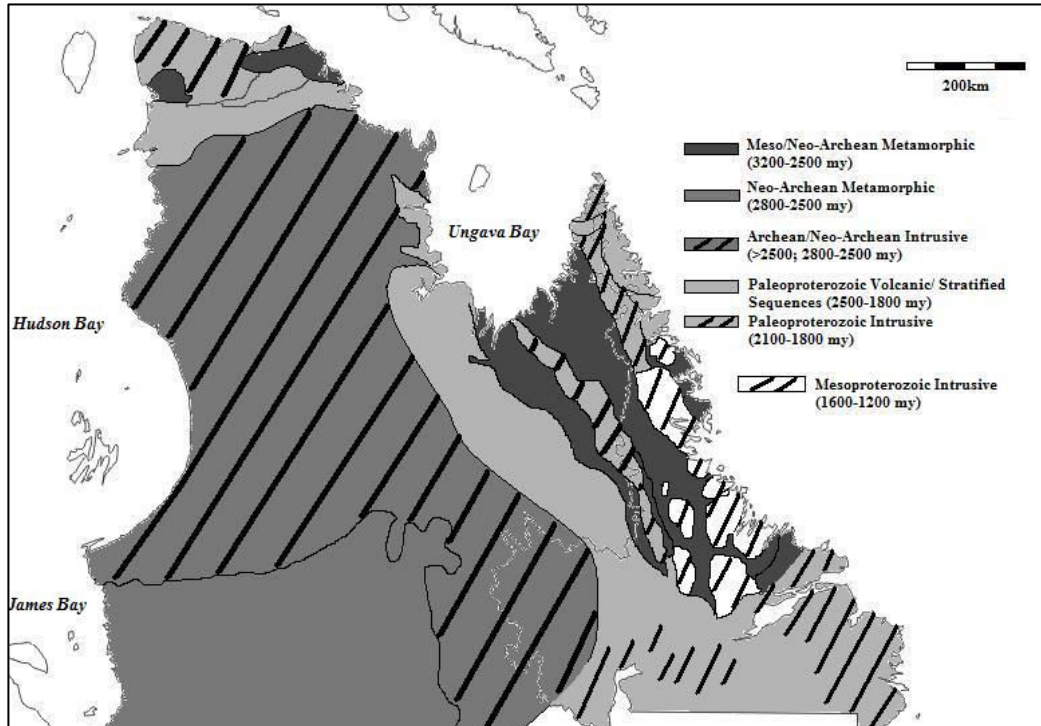 200km
Meso/Neo-Archean Metamorphic
(3200-2500 my)
Neo-Archean Metamorphic
(2800-2500 my)
Ungava Bay
Archean/Neo-Archean Intrusive
(>2500; 2800-2500 my)
Paleoproterozoic Volcanic/ Stratified
Sequences (2500-1800 my)
Hudson Bay
Paleoproterozoic Intrusive
(2100-1800 my)
Mesoproterozoic Intrusive
(1600-1200 my)
James Bay